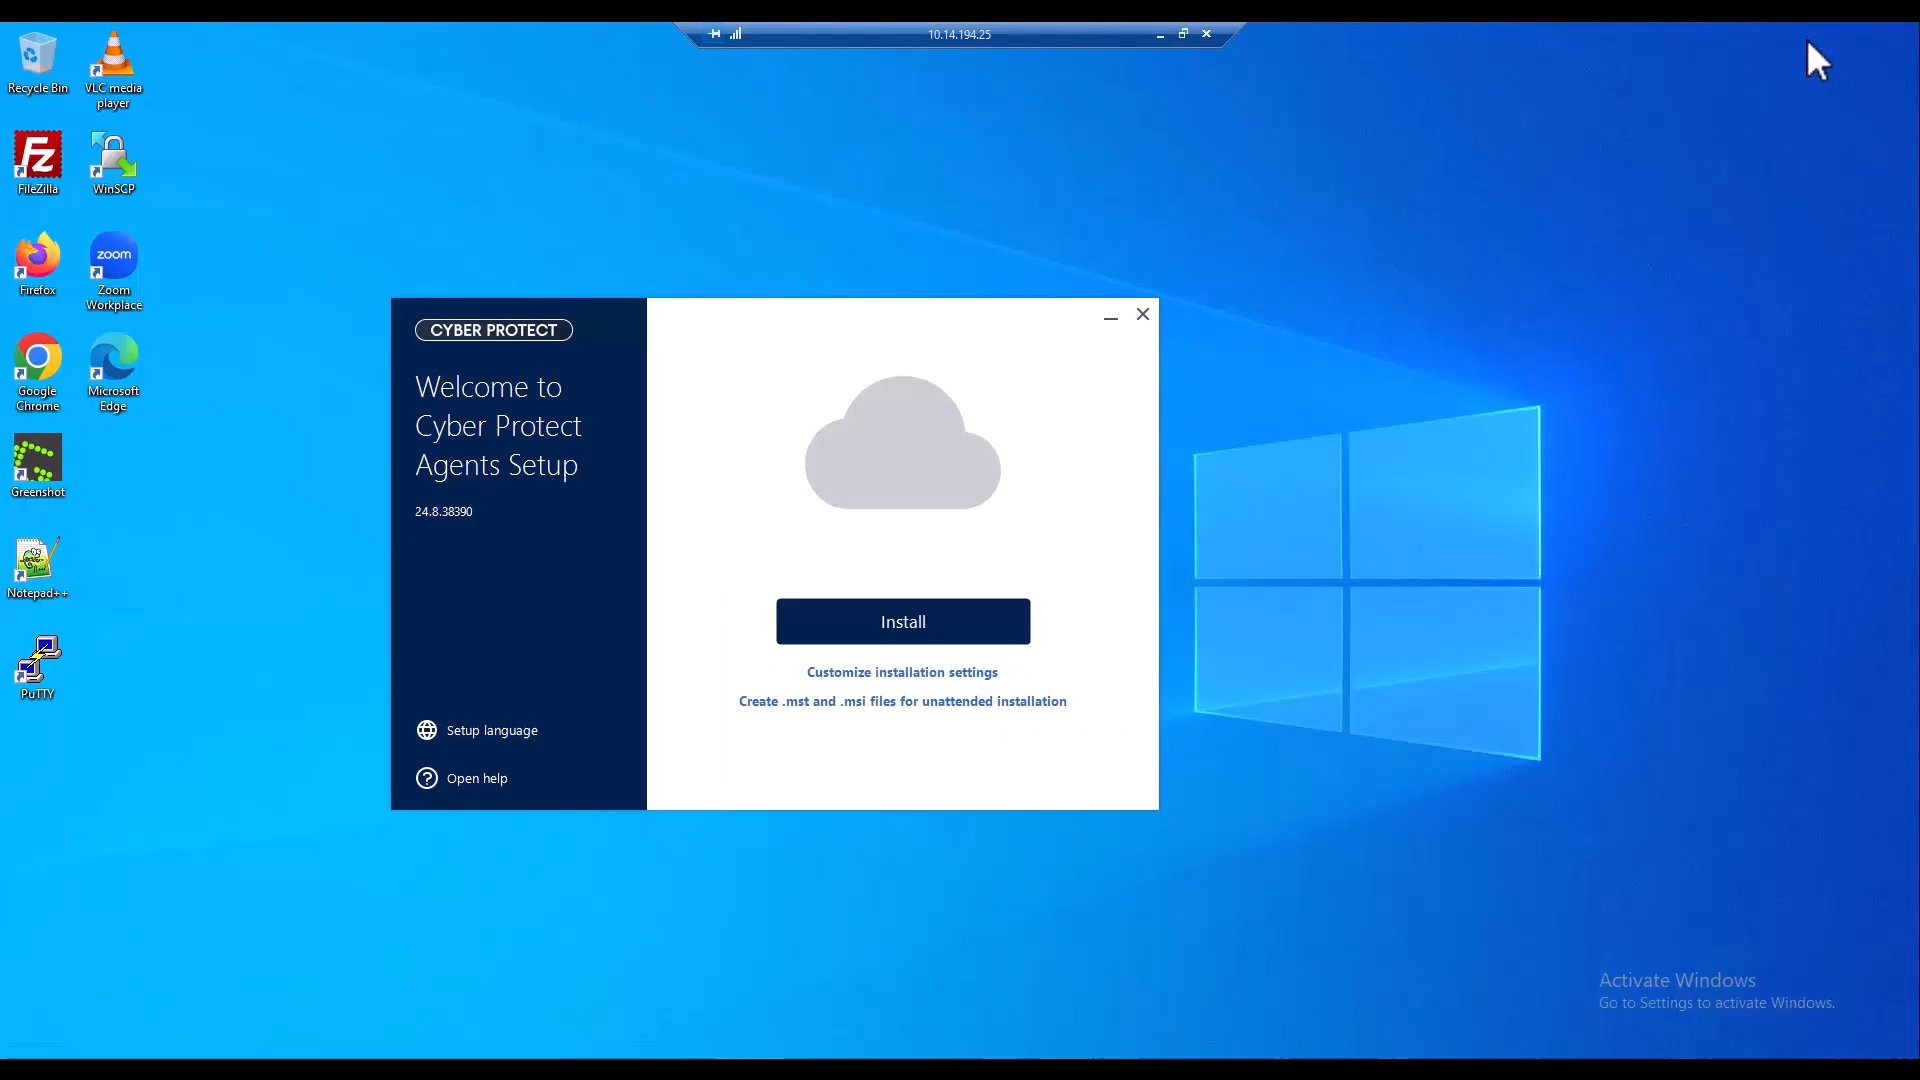 10.14.194.25
Recycle Bin
VLC media
player
FileZilla
WinSCP
Firefox
zoom
Zoom
Workplace
Google
Chrome
Microsoft
Edge
Greenshot
Notepad++
PuTTY
CYBER PROTECT
Welcome to
Cyber Protect
Agents Setup
24.8.38390
Setup language
Open help
Install
Customize installation settings
Create .mst and .msi files for unattended installation
Activate Windows
Go to Settings to activate Windows.